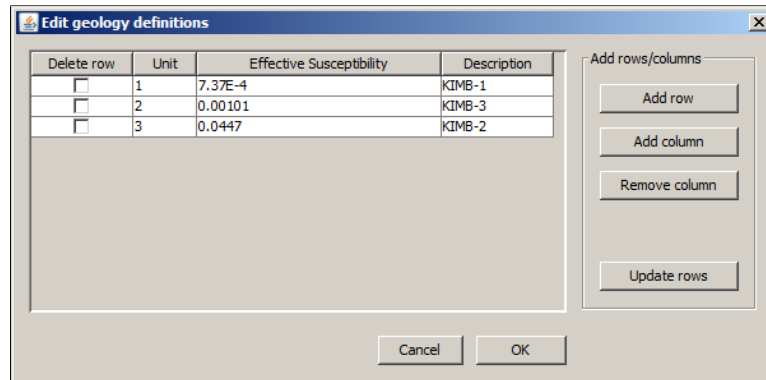 Edit geology definitions
Delete row Unit Effective Susceptibility Description
1 7.37E-4 KIMB-1
2 0.00101 KIMB-3
3 0.0447 KIMB-2
Add rows/columns
Add row
Add column
Remove column
Update rows
Cancel OK